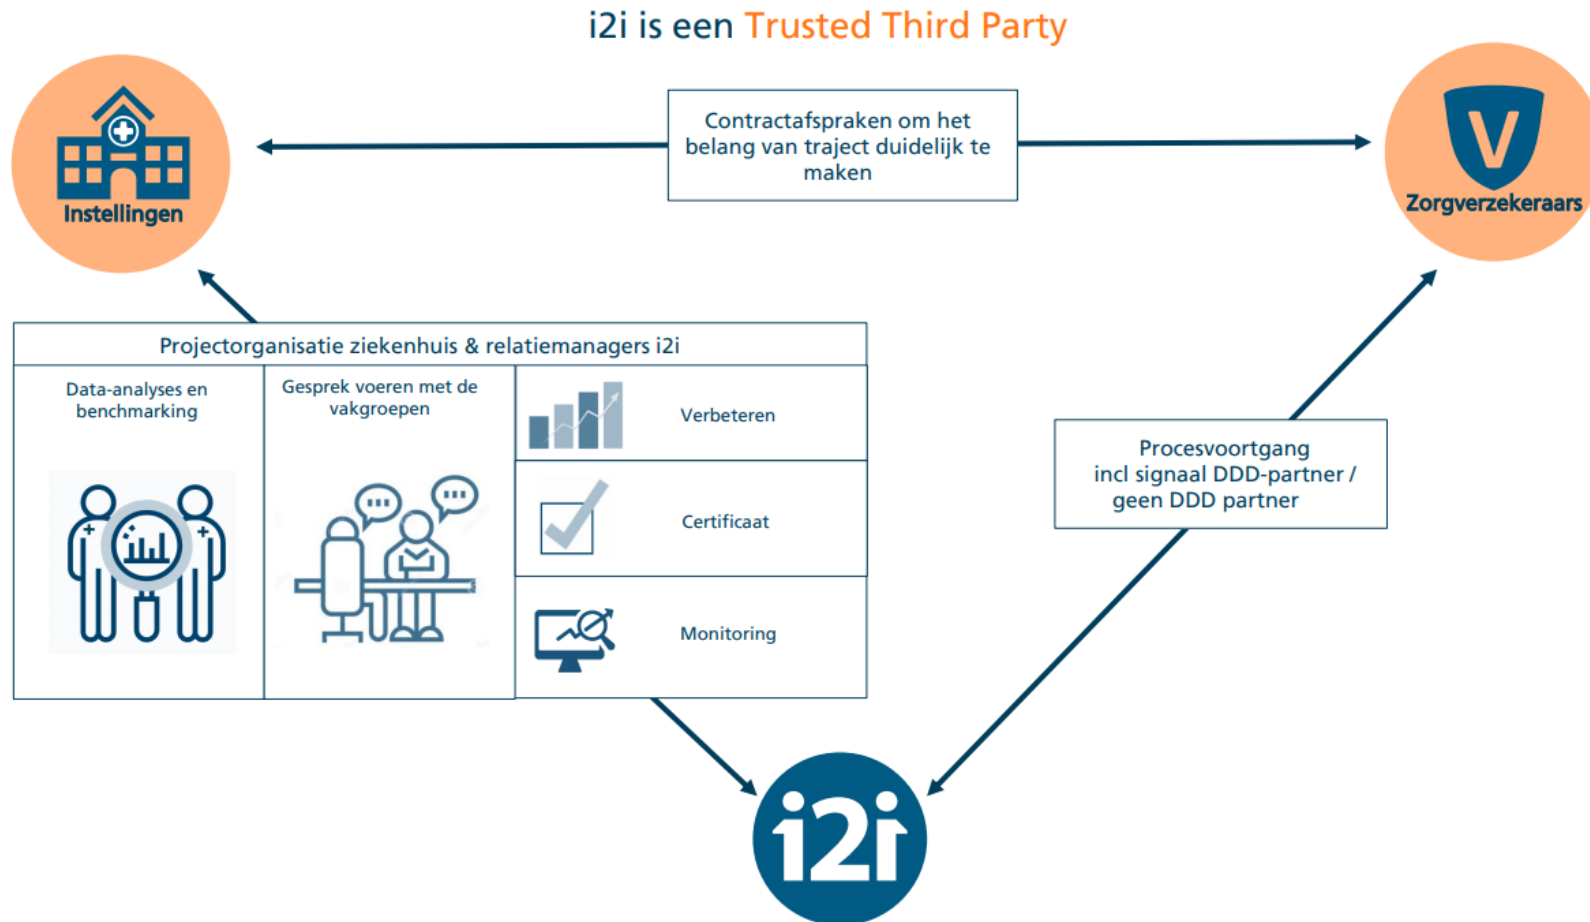 i2i is een Trusted Third Party
Contractafspraken om het
belang van traject duidelijk te
maken
Instellingen
V
Zorgverzekeraars
Projectorganisatie ziekenhuis & relatiemanagers i2i
Data-analyses en
benchmarking
Gesprek voeren met de
vakgroepen
Verbeteren
Certificaat
Monitoring
Procesvoortgang
incl signaal DDD-partner /
geen DDD partner
i2i